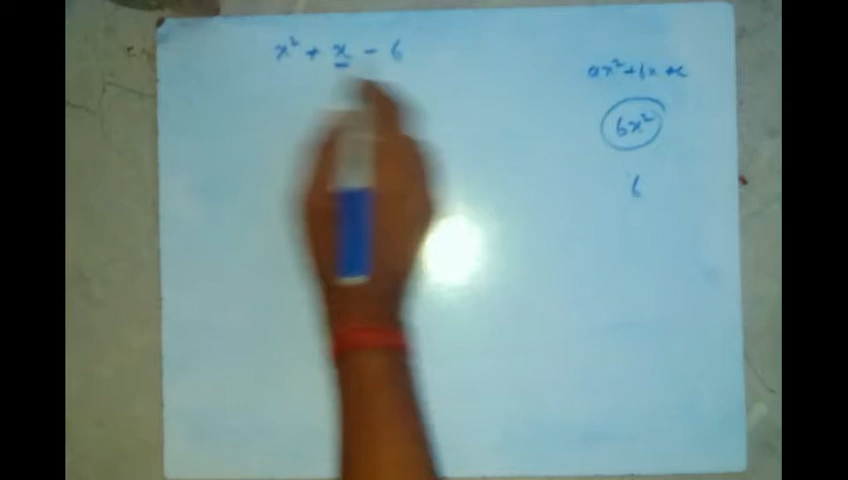 x² + x - 6
ax²+bx+c
6x²
6